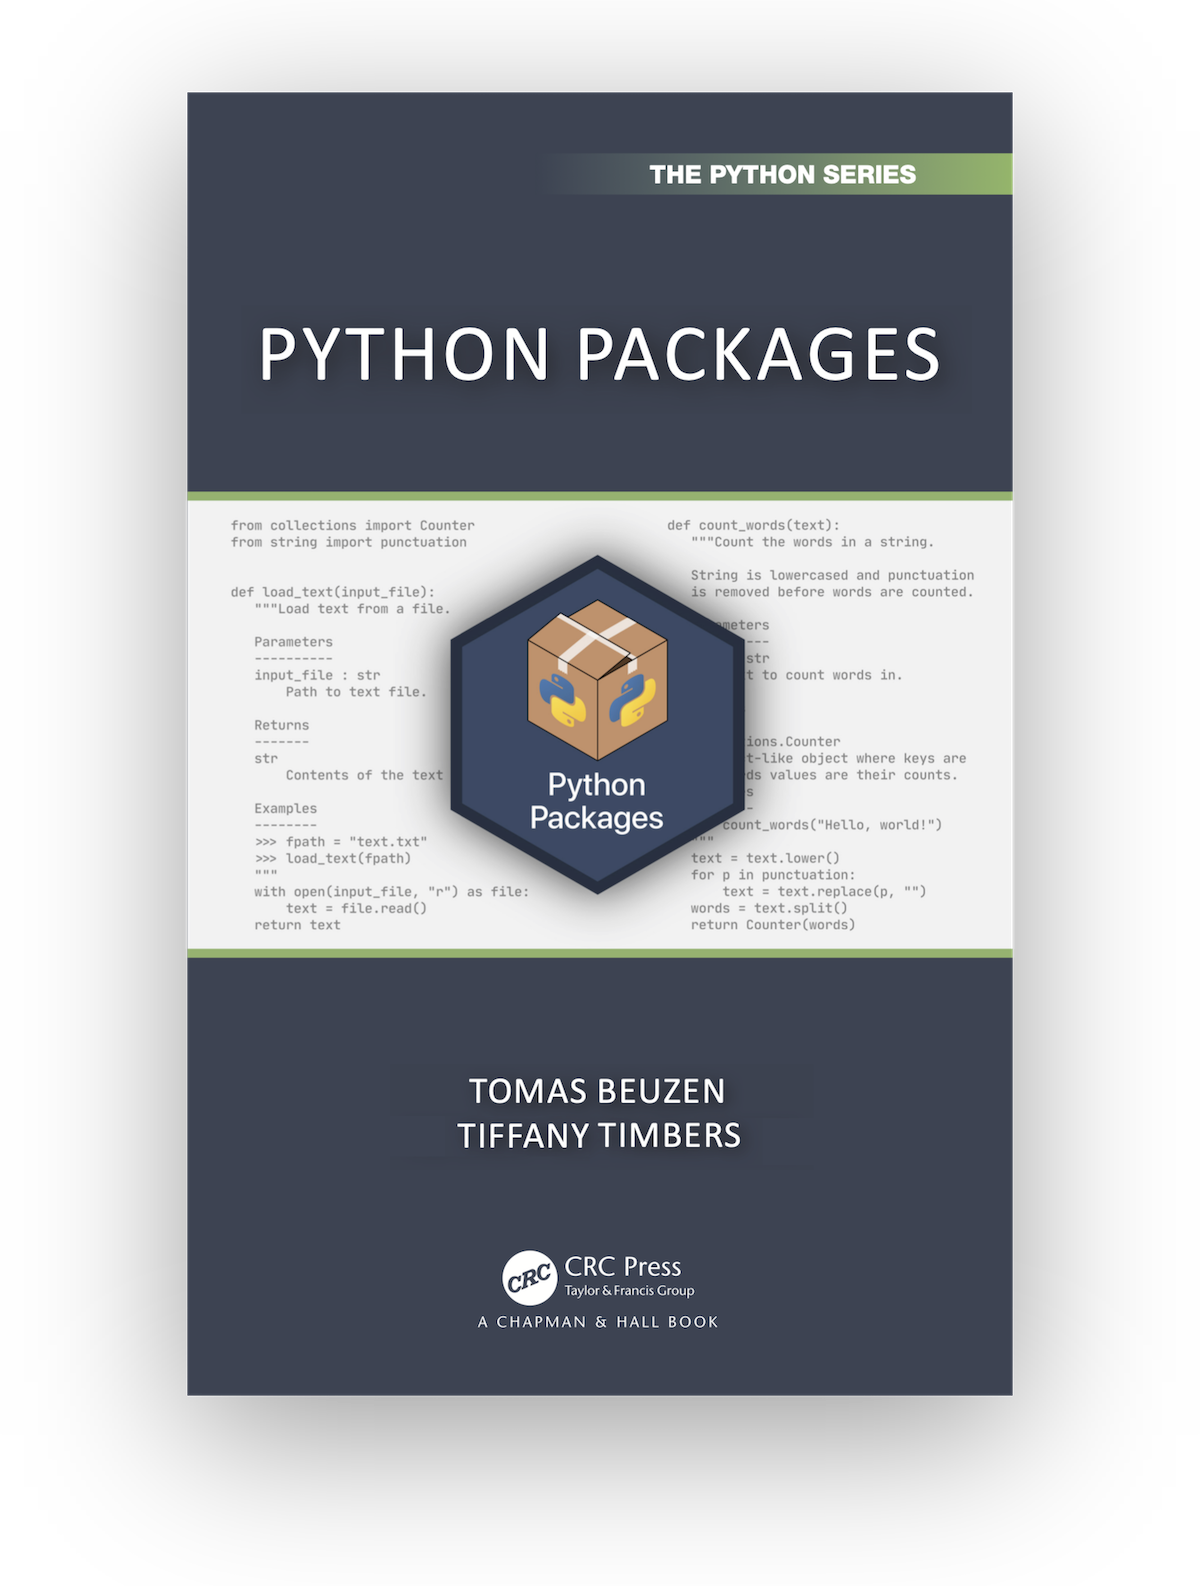 THE PYTHON SERIES
PYTHON PACKAGES
from collections import Counter
from string import punctuation
def load_text(input_file):
"""Load text from a file.
Parameters
----------
input_file : str
Path to text file.
Returns
-------
str
Contents of the text
Examples
--------
>>> fpath = "text.txt"
>>> load_text(fpath)
"""
with open(input_file, "r") as file:
text = file.read()
return text
Python
Packages
def count_words(text):
"""Count the words in a string.
String is lowercased and punctuation
is removed before words are counted.
meters
---
str
t to count words in.
ions.Counter
t-like object where keys are
ds values are their counts.
s
-
count_words("Hello, world!")
"""
text = text.lower()
for p in punctuation:
text = text.replace(p, "")
words = text.split()
return Counter(words)
TOMAS BEUZEN
TIFFANY TIMBERS
CRC
CRC Press
Taylor & Francis Group
A CHAPMAN & HALL BOOK